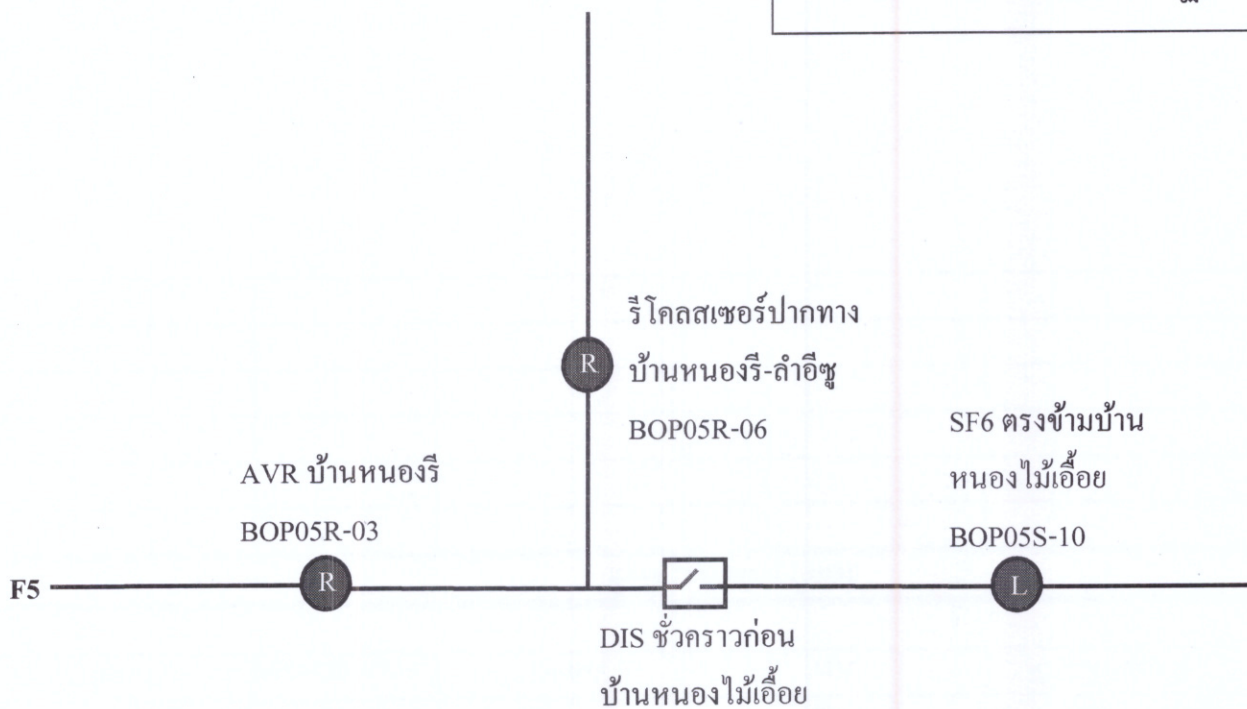 รีโคลสเซอร์ปากทาง
บ้านหนองรี-ลำอีซู
BOP05R-06
R
SF6 ตรงข้ามบ้าน
หนองไม้เอื้อย
BOP05S-10
AVR บ้านหนองรี
BOP05R-03
F5
R
L
DIS ชั่วคราวก่อน
บ้านหนองไม้เอื้อย